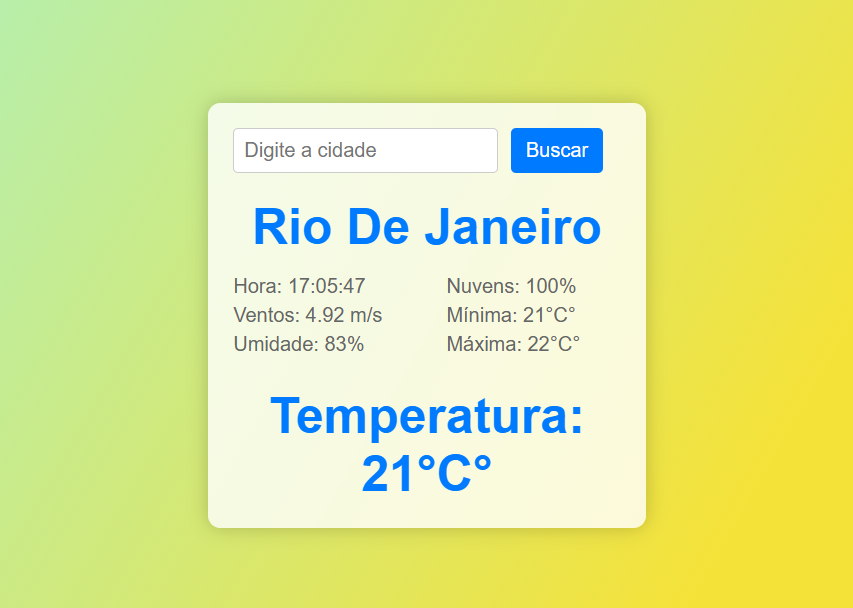 Digite a cidade
Buscar
Rio De Janeiro
Hora: 17:05:47
Nuvens: 100%
Ventos: 4.92 m/s
Mínima: 21°C°
Umidade: 83%
Máxima: 22°C°
Temperatura:
21°C°